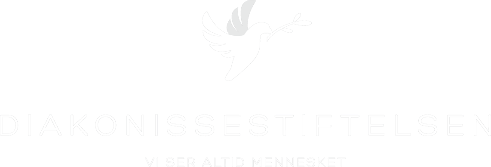 DIAKONISSESTIFTELSEN
VI SER ALTID MENNESKET